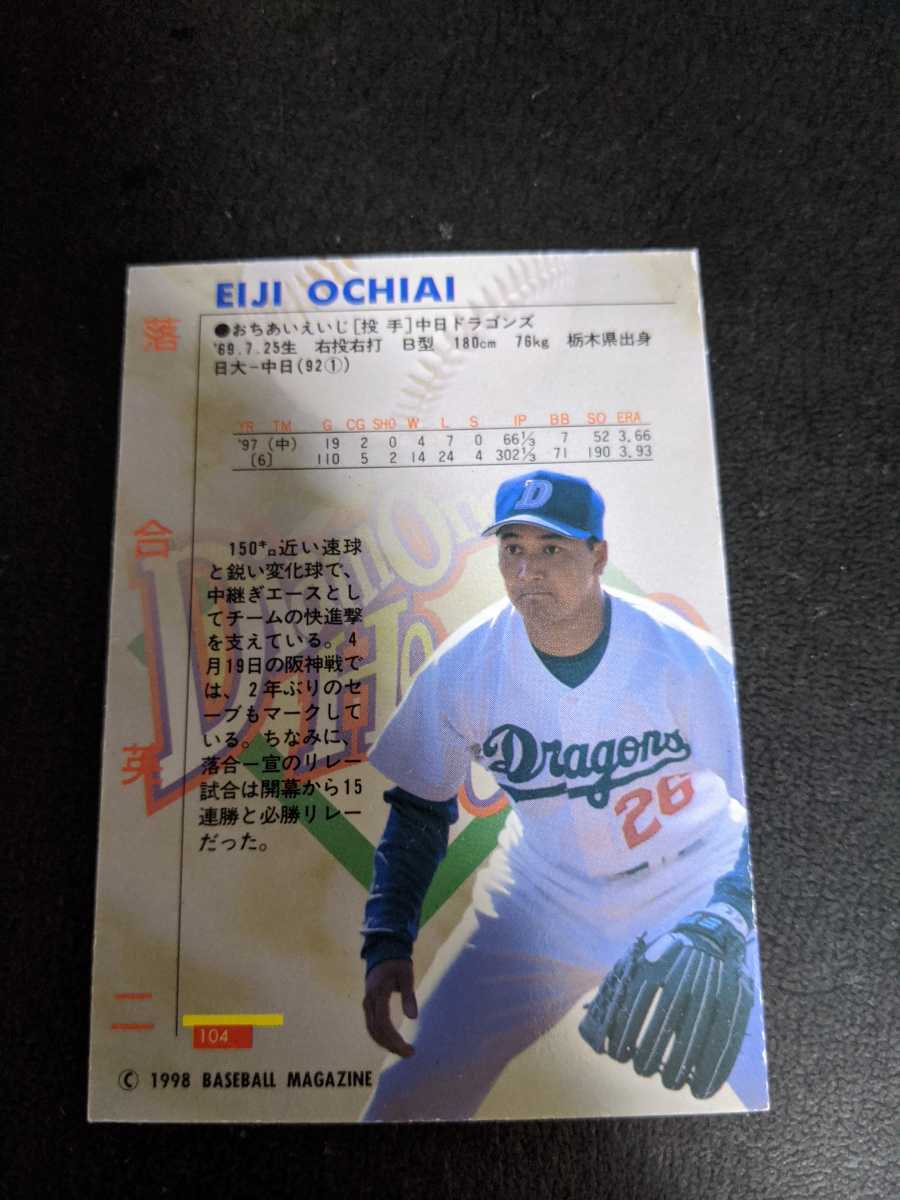 EIJI OCHIAI
落合英二
●おちあいえいじ[投 手]中日ドラゴンズ
'69.7.25生 右投右打 B型 180cm 76kg 栃木県出身
日大−中日(92①)
YR TM G CG SHO W L S IP BB SO ERA
'97 (中) 19 2 0 4 7 0 66⅓ 7 52 3.66
[6] 110 5 2 14 24 4 302⅓ 71 190 3.93
150㌔近い速球
と鋭い変化球で、
中継ぎエースとし
てチームの快進撃
を支えている。4
月19日の阪神戦で
は、2年ぶりのセ
ーブもマークして
いる。ちなみに、
落合−宣のリレー
試合は開幕から15
連勝と必勝リレー
だった。
D
Dragons
26
104
© 1998 BASEBALL MAGAZINE